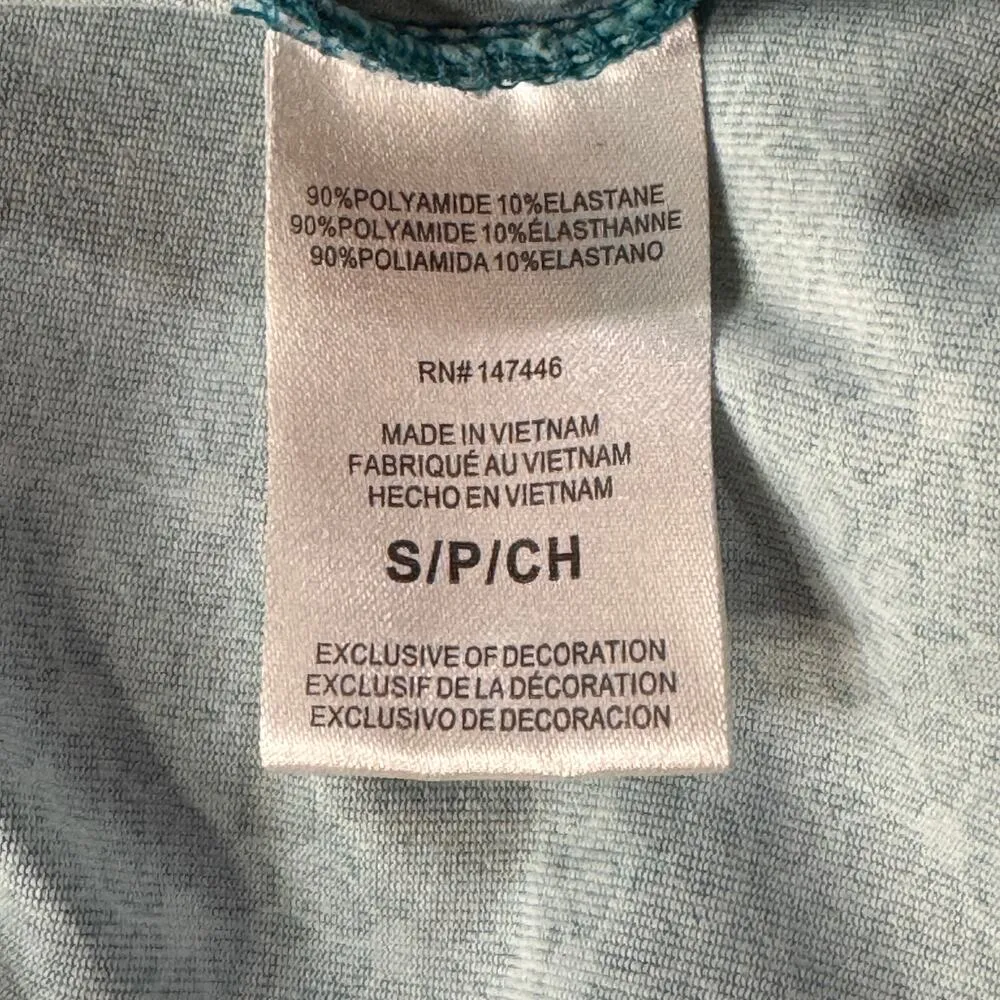 90%POLYAMIDE 10%ELASTANE
90%POLYAMIDE 10%ÉLASTHANNE
90%POLIAMIDA 10%ELASTANO
RN# 147446
MADE IN VIETNAM
FABRIQUÉ AU VIETNAM
HECHO EN VIETNAM
S/P/CH
EXCLUSIVE OF DECORATION
EXCLUSIF DE LA DÉCORATION
EXCLUSIVO DE DECORACION